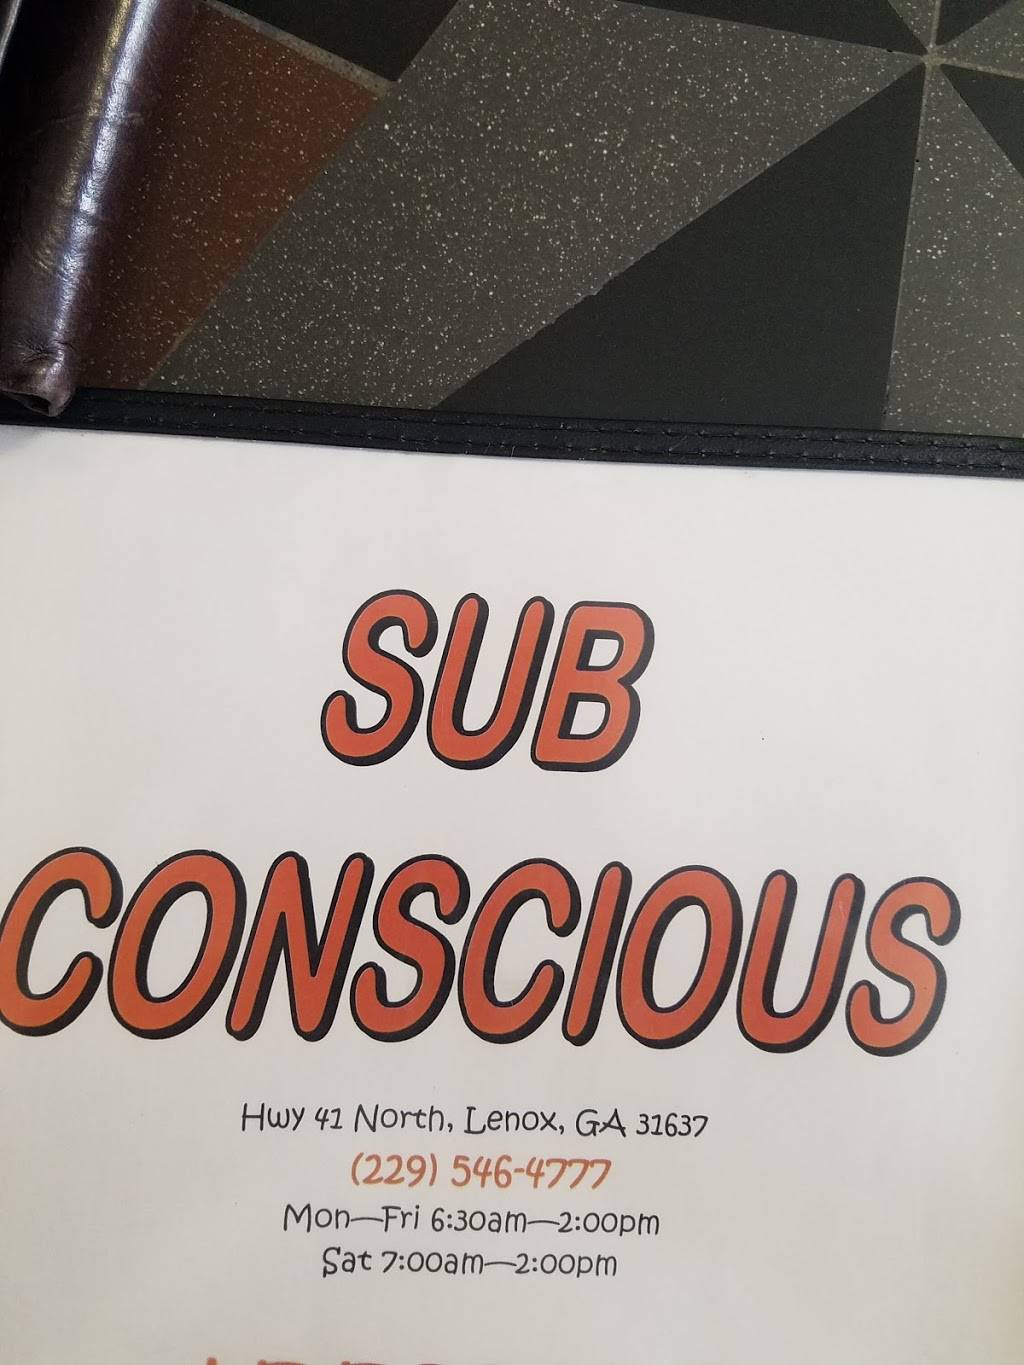 SUB
CONSCIOUS
Hwy 41 North, Lenox, GA 31637
(229) 546-4777
Mon—Fri 6:30am—2:00pm
Sat 7:00am—2:00pm